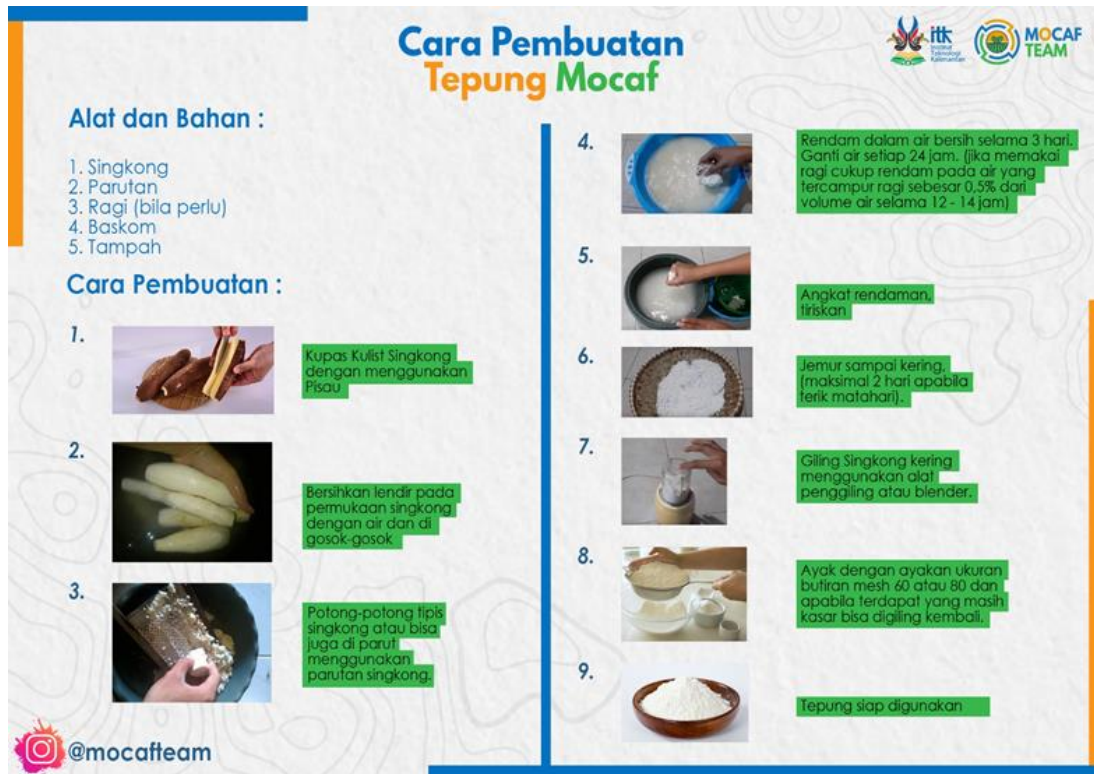 Cara Pembuatan
Tepung Mocaf
itk
Institut
Teknologi
Kalimantan
MOCAF
TEAM
Alat dan Bahan :
1. Singkong
2. Parutan
3. Ragi (bila perlu)
4. Baskom
5. Tampah
Cara Pembuatan :
1.
Kupas Kulist Singkong
dengan menggunakan
Pisau
2.
Bersihkan lendir pada
permukaan singkong
dengan air dan di
gosok-gosok
3.
Potong-potong tipis
singkong atau bisa
juga di parut
menggunakan
parutan singkong.
4.
Rendam dalam air bersih selama 3 hari.
Ganti air setiap 24 jam. (jika memakai
ragi cukup rendam pada air yang
tercampur ragi sebesar 0,5% dari
volume air selama 12 - 14 jam)
5.
Angkat rendaman,
tiriskan
6.
Jemur sampai kering,
(maksimal 2 hari apabila
terik matahari).
7.
Giling Singkong kering
menggunakan alat
penggiling atau blender.
8.
Ayak dengan ayakan ukuran
butiran mesh 60 atau 80 dan
apabila terdapat yang masih
kasar bisa digiling kembali.
9.
Tepung siap digunakan
@mocafteam